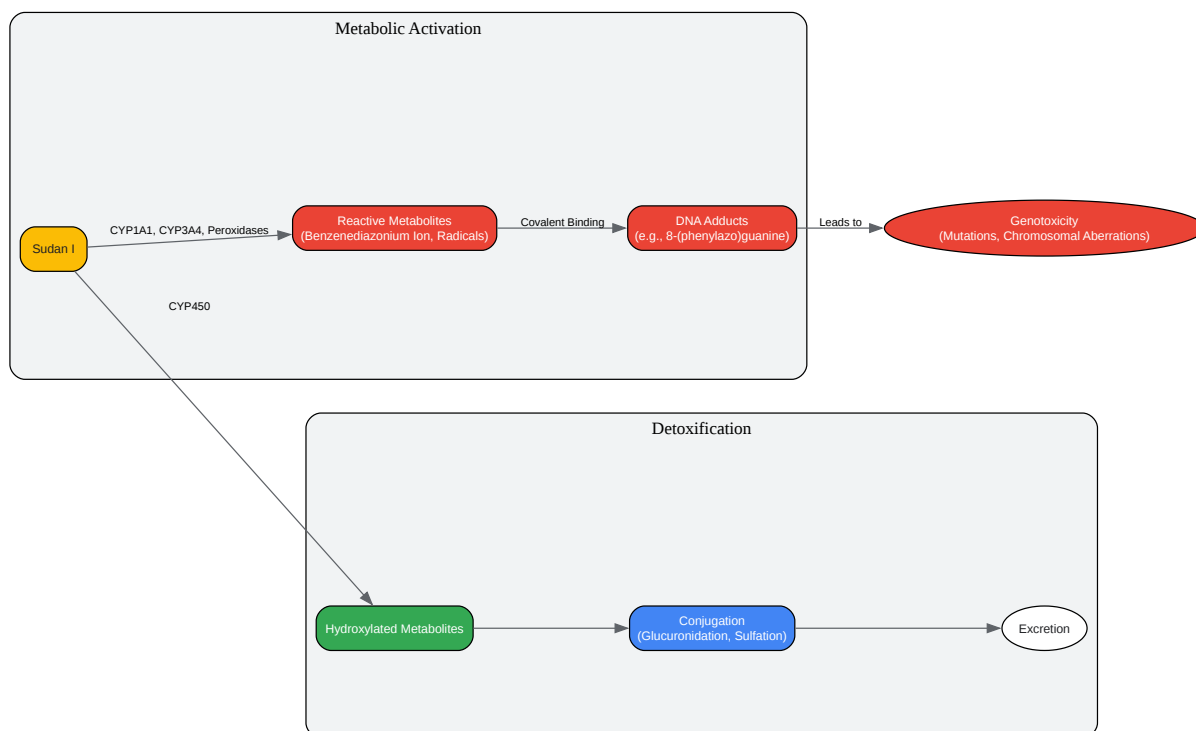 Metabolic Activation
Sudan I
CYP1A1, CYP3A4, Peroxidases
Reactive Metabolites
(Benzenediazonium Ion, Radicals)
Covalent Binding
DNA Adducts
(e.g., 8-(phenylazo)guanine)
Leads to
Genotoxicity
(Mutations, Chromosomal Aberrations)
CYP450
Detoxification
Hydroxylated Metabolites
Conjugation
(Glucuronidation, Sulfation)
Excretion